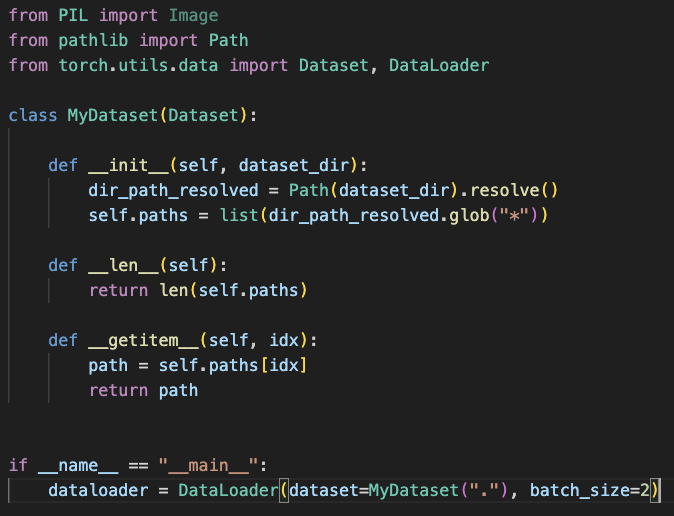 from PIL import Image
from pathlib import Path
from torch.utils.data import Dataset, DataLoader
class MyDataset(Dataset):
def __init__(self, dataset_dir):
dir_path_resolved = Path(dataset_dir).resolve()
self.paths = list(dir_path_resolved.glob("*"))
def __len__(self):
return len(self.paths)
def __getitem__(self, idx):
path = self.paths[idx]
return path
if __name__ == "__main__":
dataloader = DataLoader(dataset=MyDataset("."), batch_size=2)